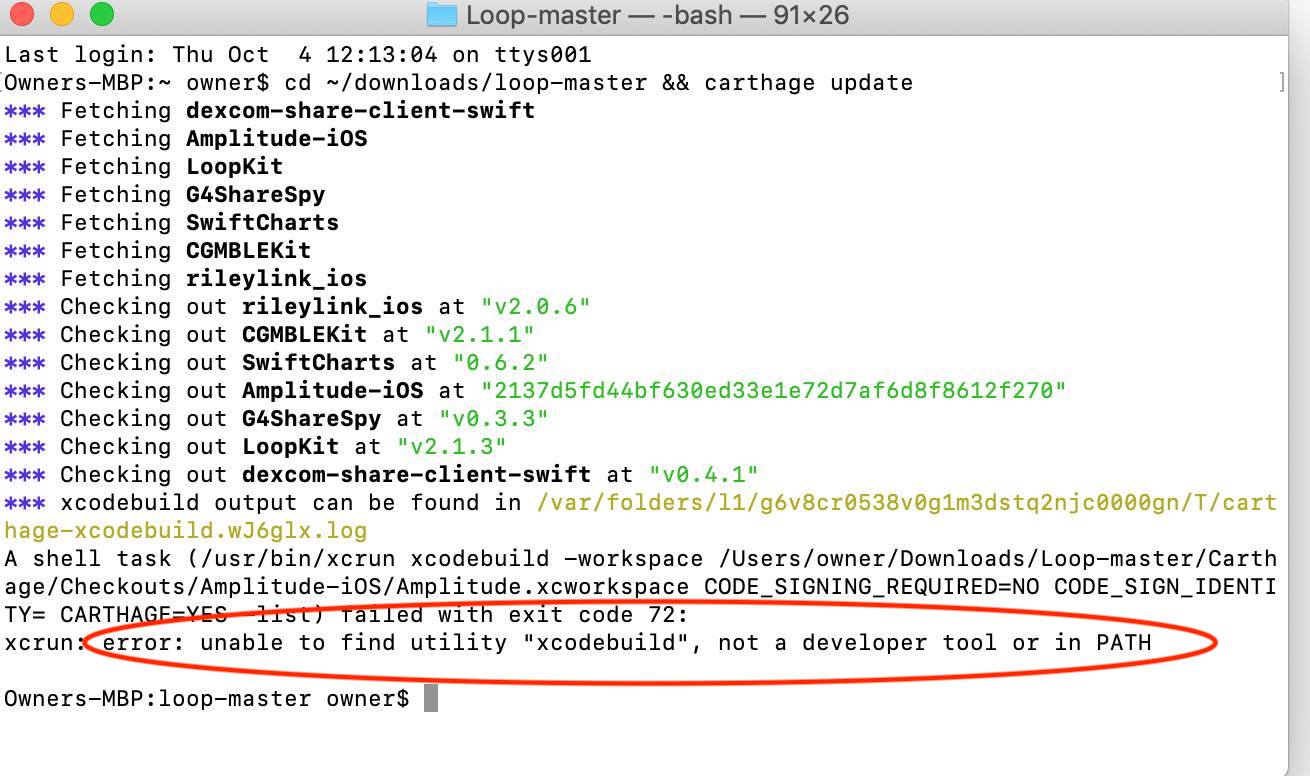 Loop-master — -bash — 91×26
Last login: Thu Oct  4 12:13:04 on ttys001
[Owners-MBP:~ owner$ cd ~/downloads/loop-master && carthage update ]
*** Fetching dexcom-share-client-swift
*** Fetching Amplitude-iOS
*** Fetching LoopKit
*** Fetching G4ShareSpy
*** Fetching SwiftCharts
*** Fetching CGMBLEKit
*** Fetching rileylink_ios
*** Checking out rileylink_ios at "v2.0.6"
*** Checking out CGMBLEKit at "v2.1.1"
*** Checking out SwiftCharts at "0.6.2"
*** Checking out Amplitude-iOS at "2137d5fd44bf630ed33e1e72d7af6d8f8612f270"
*** Checking out G4ShareSpy at "v0.3.3"
*** Checking out LoopKit at "v2.1.3"
*** Checking out dexcom-share-client-swift at "v0.4.1"
*** xcodebuild output can be found in /var/folders/l1/g6v8cr0538v0g1m3dstq2njc0000gn/T/cart
hage-xcodebuild.wJ6glx.log
A shell task (/usr/bin/xcrun xcodebuild -workspace /Users/owner/Downloads/Loop-master/Carth
age/Checkouts/Amplitude-iOS/Amplitude.xcworkspace CODE_SIGNING_REQUIRED=NO CODE_SIGN_IDENTI
TY= CARTHAGE=YES -list) failed with exit code 72:
xcrun: error: unable to find utility "xcodebuild", not a developer tool or in PATH
Owners-MBP:loop-master owner$